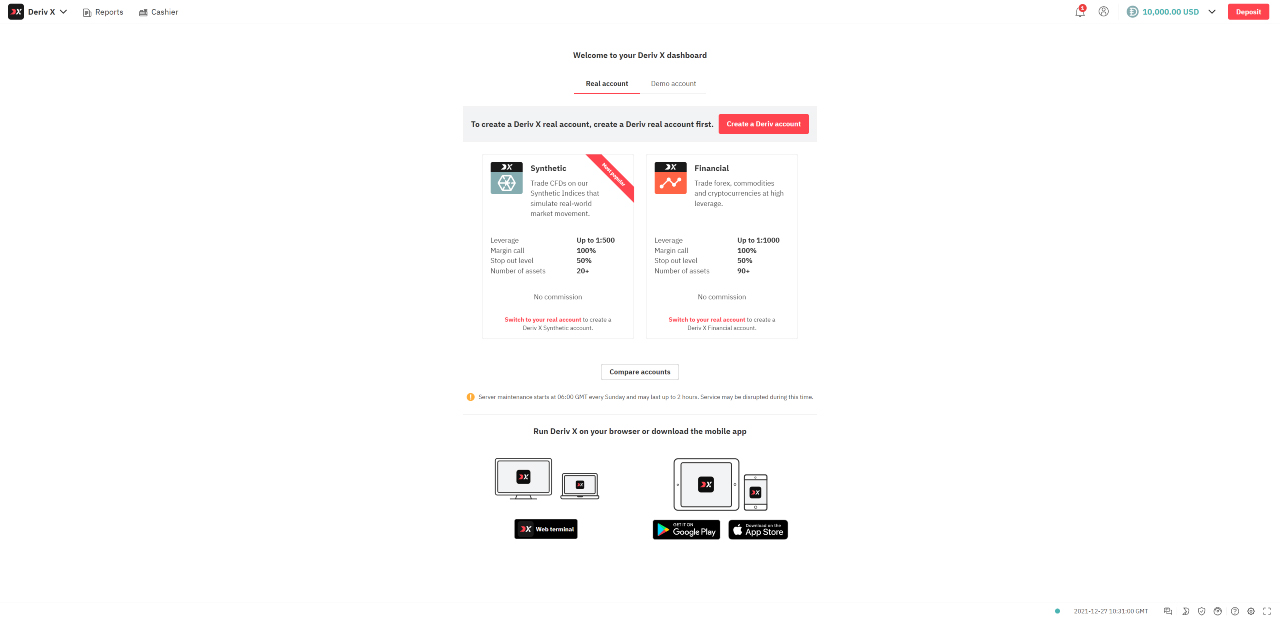 Deriv X
Reports
Cashier
1
10,000.00 USD
Deposit
Welcome to your Deriv X dashboard
Real account
Demo account
To create a Deriv X real account, create a Deriv real account first.
Create a Deriv account
Synthetic
Most popular
Trade CFDs on our
Synthetic Indices that
simulate real-world
market movement.
Leverage Up to 1:500
Margin call 100%
Stop out level 50%
Number of assets 20+
No commission
Switch to your real account to create a
Deriv X Synthetic account.
Financial
Trade forex, commodities
and cryptocurrencies at high
leverage.
Leverage Up to 1:1000
Margin call 100%
Stop out level 50%
Number of assets 90+
No commission
Switch to your real account to create a
Deriv X Financial account.
Compare accounts
Server maintenance starts at 06:00 GMT every Sunday and may last up to 2 hours. Service may be disrupted during this time.
Run Deriv X on your browser or download the mobile app
Web terminal
GET IT ON
Google Play
Download on the
App Store
2021-12-27 10:31:00 GMT